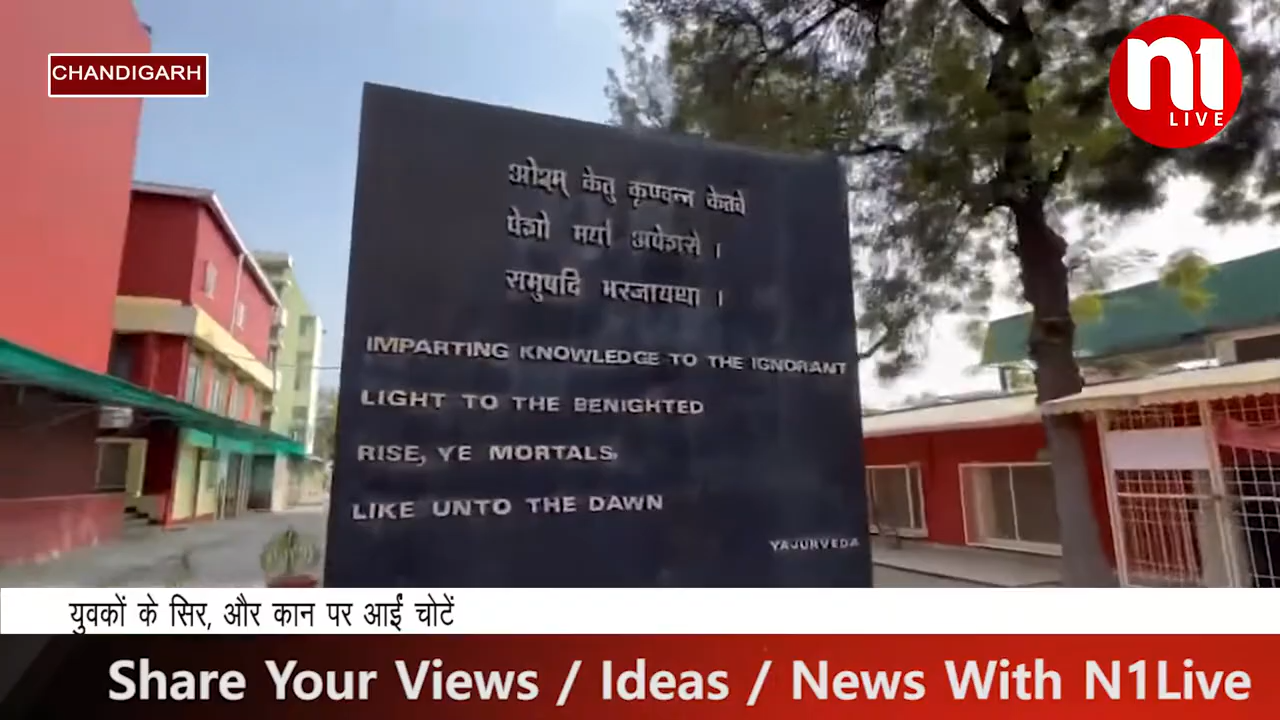 CHANDIGARH
n1
LIVE
ओ३म् केतु कृण्वन्न केतवे
पेशो मर्या अपेशसे ।
समुषदि भरजायथा ।
IMPARTING KNOWLEDGE TO THE IGNORANT
LIGHT TO THE BENIGHTED
RISE, YE MORTALS,
LIKE UNTO THE DAWN
YAJURVEDA
युवकों के सिर, और कान पर आईं चोटें
Share Your Views / Ideas / News With N1Live